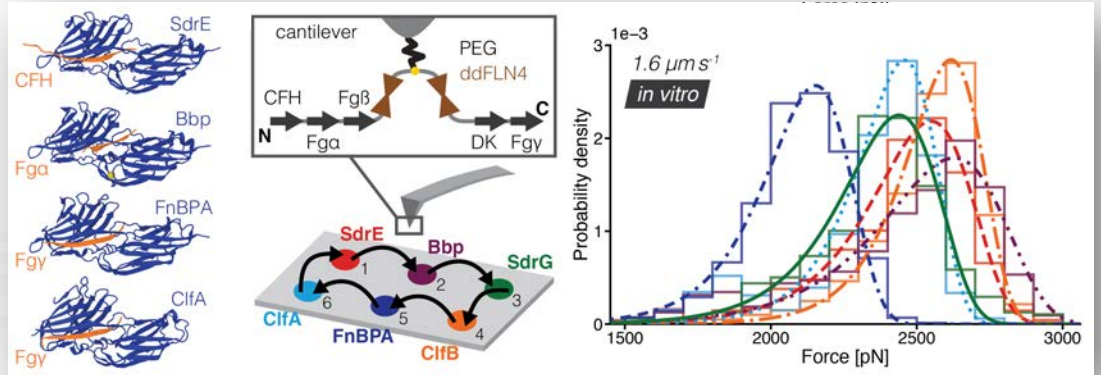 SdrE
CFH
Bbp
Fgα
FnBPA
Fgγ
ClfA
Fgγ
cantilever
PEG
ddFLN4
CFH
Fgß
N
Fgα
DK
Fgγ
C
SdrE
Bbp
SdrG
1
2
3
6
5
4
ClfA
FnBPA
ClfB
1e−3
3
2
1
0
1.6 µm s⁻¹
in vitro
Probability density
1500
2000
2500
3000
Force [pN]